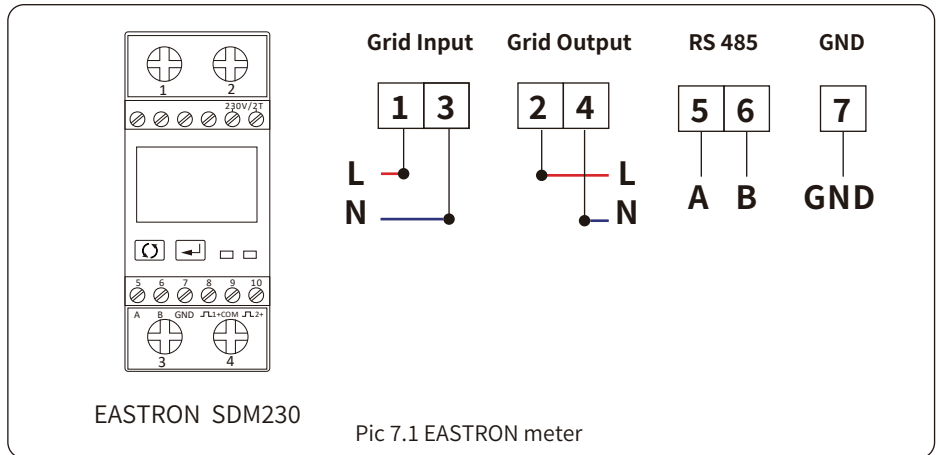 Grid Input Grid Output RS 485 GND
1 2
230V/2T
1 3 2 4 5 6 7
L L
N N
A B GND
5 6 7 8 9 10
A B GND 1+COM 2+
3 4
EASTRON SDM230
Pic 7.1 EASTRON meter